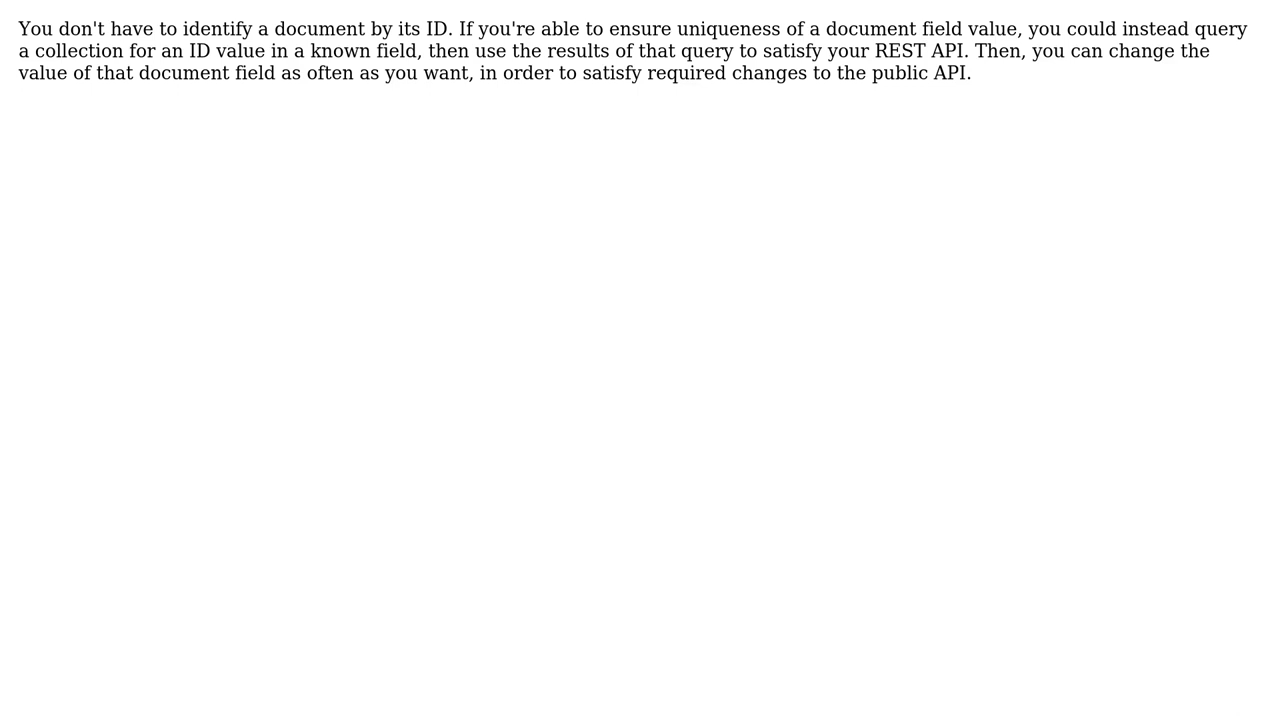 You don't have to identify a document by its ID. If you're able to ensure uniqueness of a document field value, you could instead query
a collection for an ID value in a known field, then use the results of that query to satisfy your REST API. Then, you can change the
value of that document field as often as you want, in order to satisfy required changes to the public API.